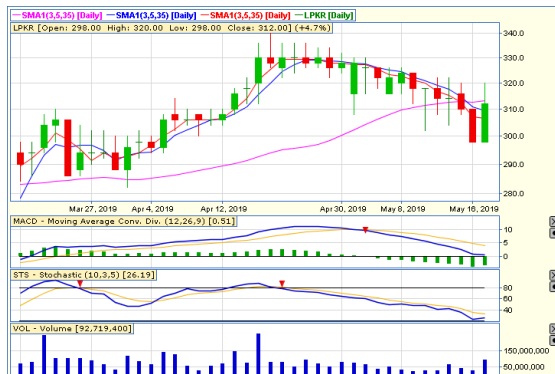 SMA1(3,5,35) [Daily] SMA1(3,5,35) [Daily] SMA1(3,5,35) [Daily] LPKR [Daily]
LPKR [Open: 298.00 High: 320.00 Low: 298.00 Close: 312.00] (+4.7%)
340.0
330.0
320.0
310.0
300.0
290.0
280.0
Mar 27, 2019 Apr 4, 2019 Apr 12, 2019 Apr 30, 2019 May 8, 2019 May 16, 2019
MACD - Moving Average Conv. Div. (12,26,9) [0.51]
10
0
STS - Stochastic (10,3,5) [26.19]
80
60
40
VOL - Volume [92,719,400]
150,000,000
50,000,000